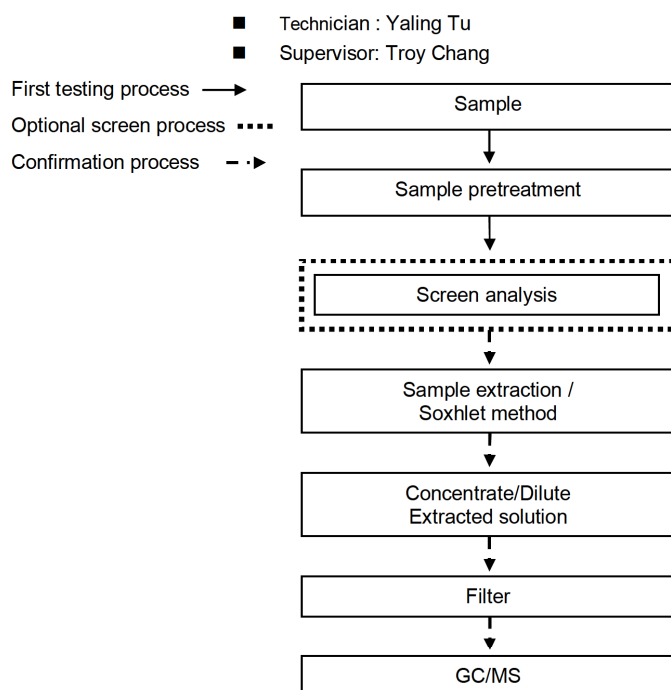 Technician : Yaling Tu
Supervisor: Troy Chang
First testing process
Optional screen process
Confirmation process
Sample
Sample pretreatment
Screen analysis
Sample extraction /
Soxhlet method
Concentrate/Dilute
Extracted solution
Filter
GC/MS